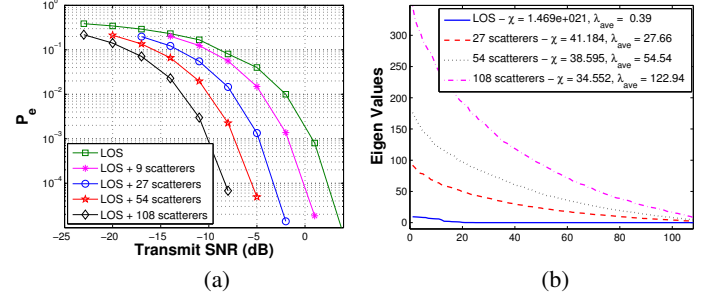 10^0
10^-1
10^-2
10^-3
10^-4
P_e
LOS
LOS + 9 scatterers
LOS + 27 scatterers
LOS + 54 scatterers
LOS + 108 scatterers
-25 -20 -15 -10 -5 0
Transmit SNR (dB)
(a)
350
300
250
200
150
100
50
0
Eigen Values
LOS – χ = 1.469e+021, λ_ave = 0.39
27 scatterers – χ = 41.184, λ_ave = 27.66
54 scatterers – χ = 38.595, λ_ave = 54.54
108 scatterers – χ = 34.552, λ_ave = 122.94
0 20 40 60 80 100
(b)